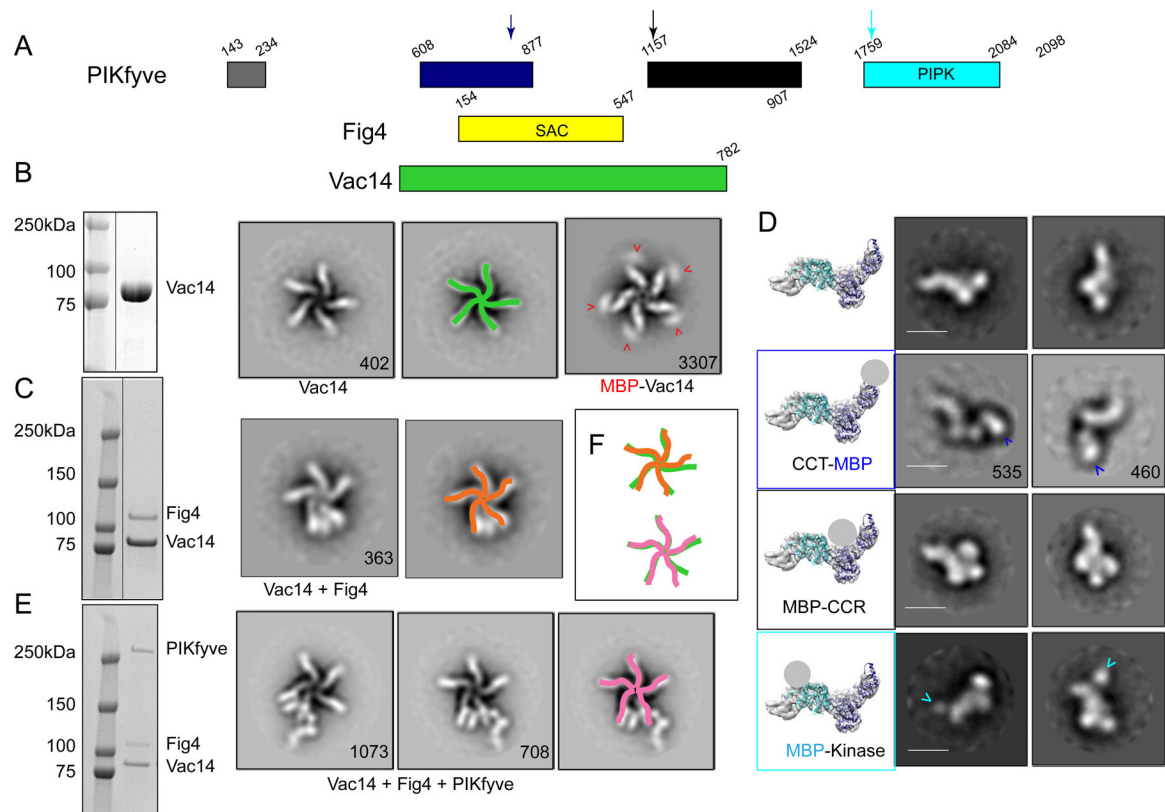 A
PIKfyve
143
234
608
877
1157
1524
1759
2084
2098
PIPK
Fig4
154
547
907
SAC
Vac14
782
B
250kDa
100
75
Vac14
402
Vac14
3307
MBP-Vac14
C
250kDa
150
100
75
Fig4
Vac14
363
Vac14 + Fig4
F
E
250kDa
150
100
75
PIKfyve
Fig4
Vac14
1073
708
Vac14 + Fig4 + PIKfyve
D
CCT-MBP
535
460
MBP-CCR
MBP-Kinase